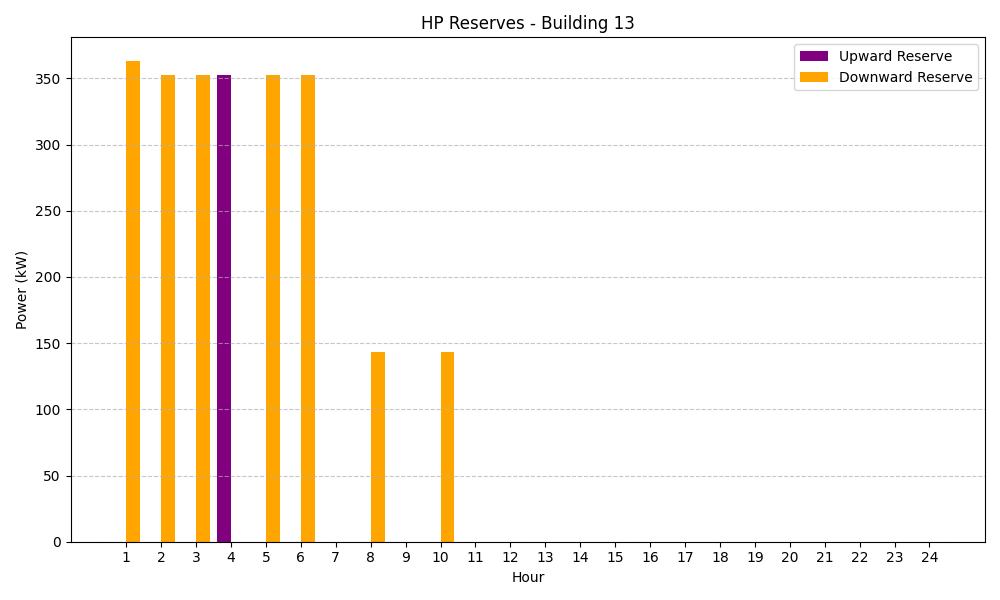 HP Reserves - Building 13
Upward Reserve
Downward Reserve
Power (kW)
350
300
250
200
150
100
50
0
1 2 3 4 5 6 7 8 9 10 11 12 13 14 15 16 17 18 19 20 21 22 23 24
Hour